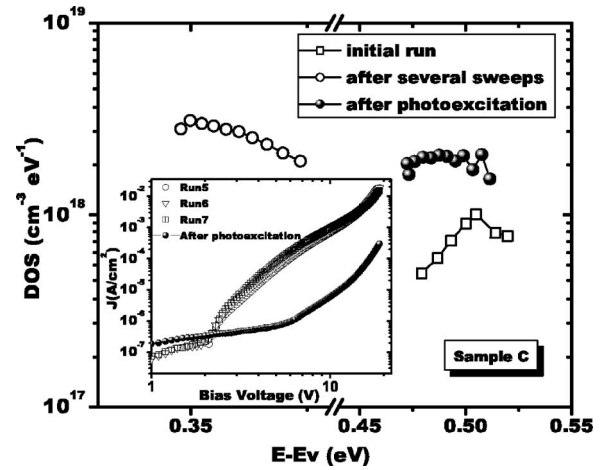 10^19
10^18
10^17
DOS (cm^-3 eV^-1)
initial run
after several sweeps
after photoexcitation
Run5
Run6
Run7
After photoexcitation
10^-2
10^-3
10^-4
10^-5
10^-6
10^-7
J(A/cm^2
1
10
Bias Voltage (V)
Sample C
0.35
0.45
0.50
0.55
E-Ev (eV)